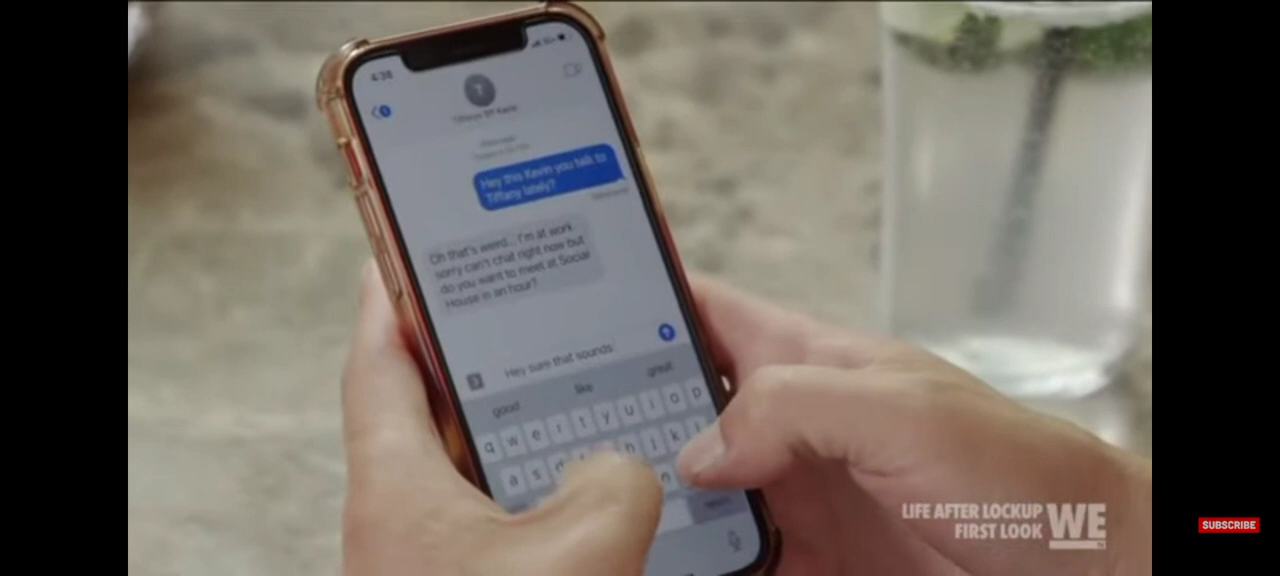 4:38
T
Hey this Kevin you talk to
Tiffany lately?
Oh that's weird... I'm at work
sorry can't chat right now but
do you want to meet at Social
House in an hour?
Hey sure that sounds
good
like
great
q w e r t y u i o p
a s d
h j k l
n
LIFE AFTER LOCKUP
FIRST LOOK
WE
SUBSCRIBE